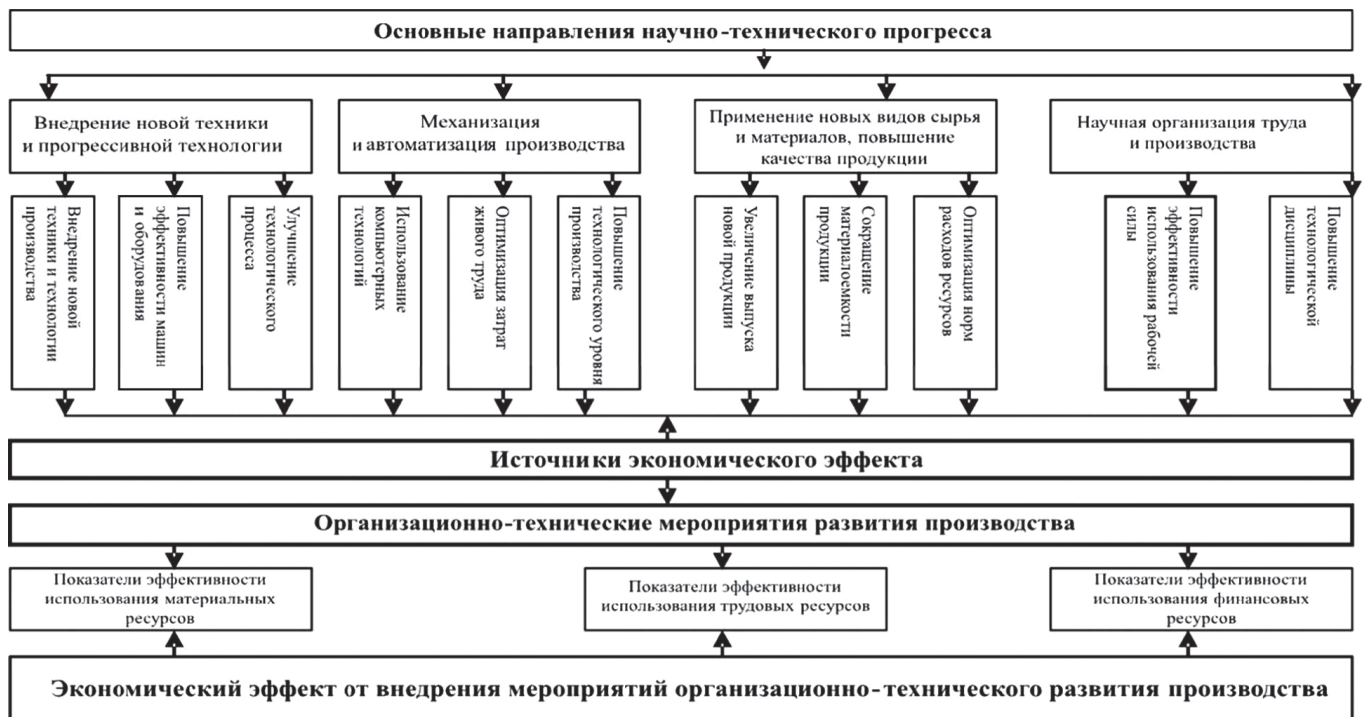 Основные направления научно-технического прогресса
Внедрение новой техники
и прогрессивной технологии
Механизация
и автоматизация производства
Применение новых видов сырья
и материалов, повышение
качества продукции
Научная организация труда
и производства
Внедрение новой
техники и технологии
производства
Повышение
эффективности машин
и оборудования
Улучшение
технологического
процесса
Использование
компьютерных
технологий
Оптимизация затрат
живого труда
Повышение
технологического уровня
производства
Увеличение выпуска
новой продукции
Сокращение
материалоемкости
продукции
Оптимизация норм
расходов ресурсов
Повышение
эффективности
использования рабочей
силы
Повышение
технологической
дисциплины
Источники экономического эффекта
Организационно-технические мероприятия развития производства
Показатели эффективности
использования материальных
ресурсов
Показатели эффективности
использования трудовых ресурсов
Показатели эффективности
использования финансовых
ресурсов
Экономический эффект от внедрения мероприятий организационно-технического развития производства